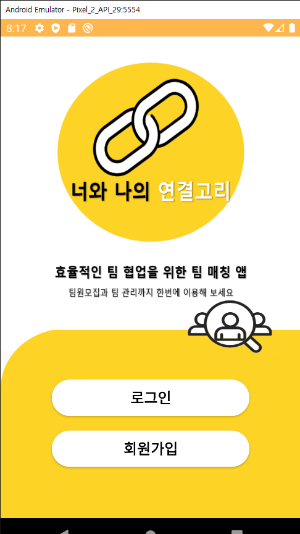 Android Emulator - Pixel_2_API_29:5554
8:17
너와 나의 연결고리
효율적인 팀 협업을 위한 팀 매칭 앱
팀원모집과 팀 관리까지 한번에 이용해 보세요
로그인
회원가입